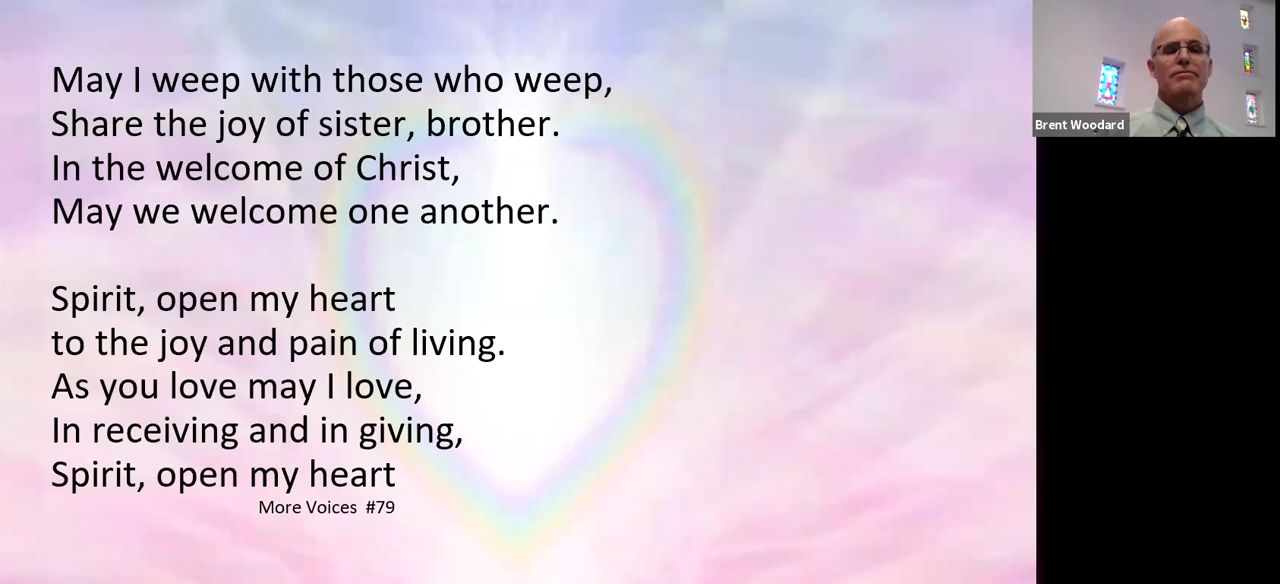 May I weep with those who weep,
Share the joy of sister, brother.
In the welcome of Christ,
May we welcome one another.
Spirit, open my heart
to the joy and pain of living.
As you love may I love,
In receiving and in giving,
Spirit, open my heart
More Voices  #79
Brent Woodard